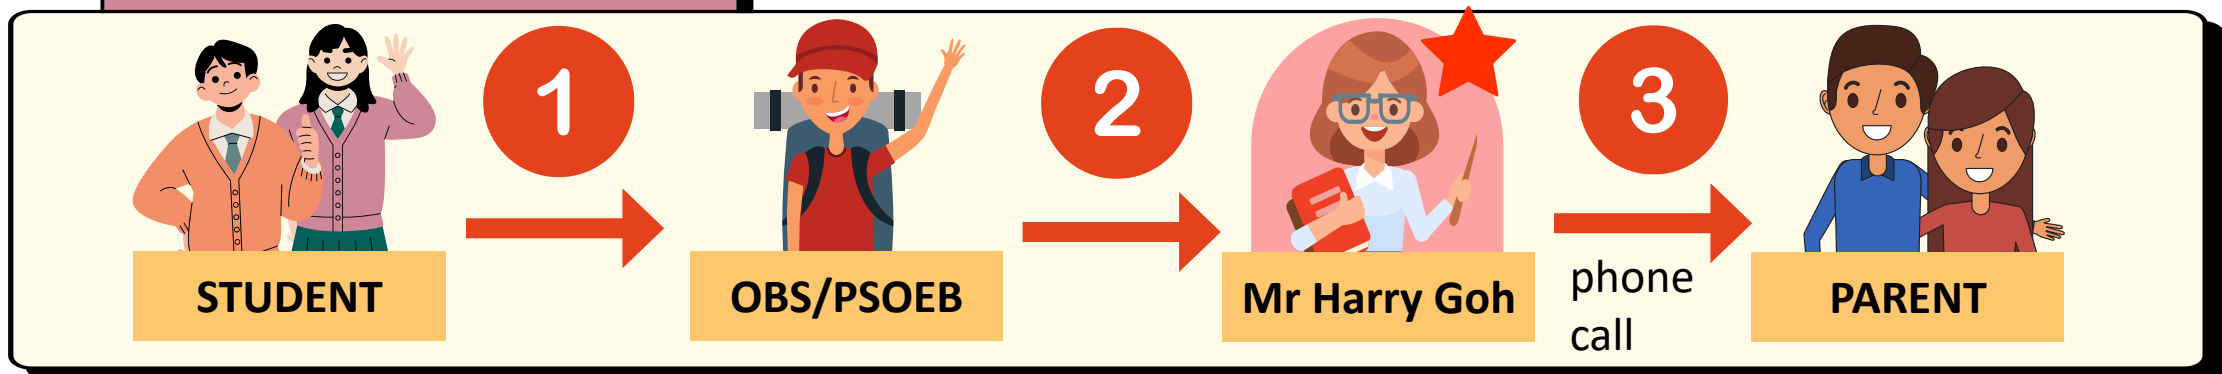 1
2
3
STUDENT
OBS/PSOEB
Mr Harry Goh
phone
call
PARENT